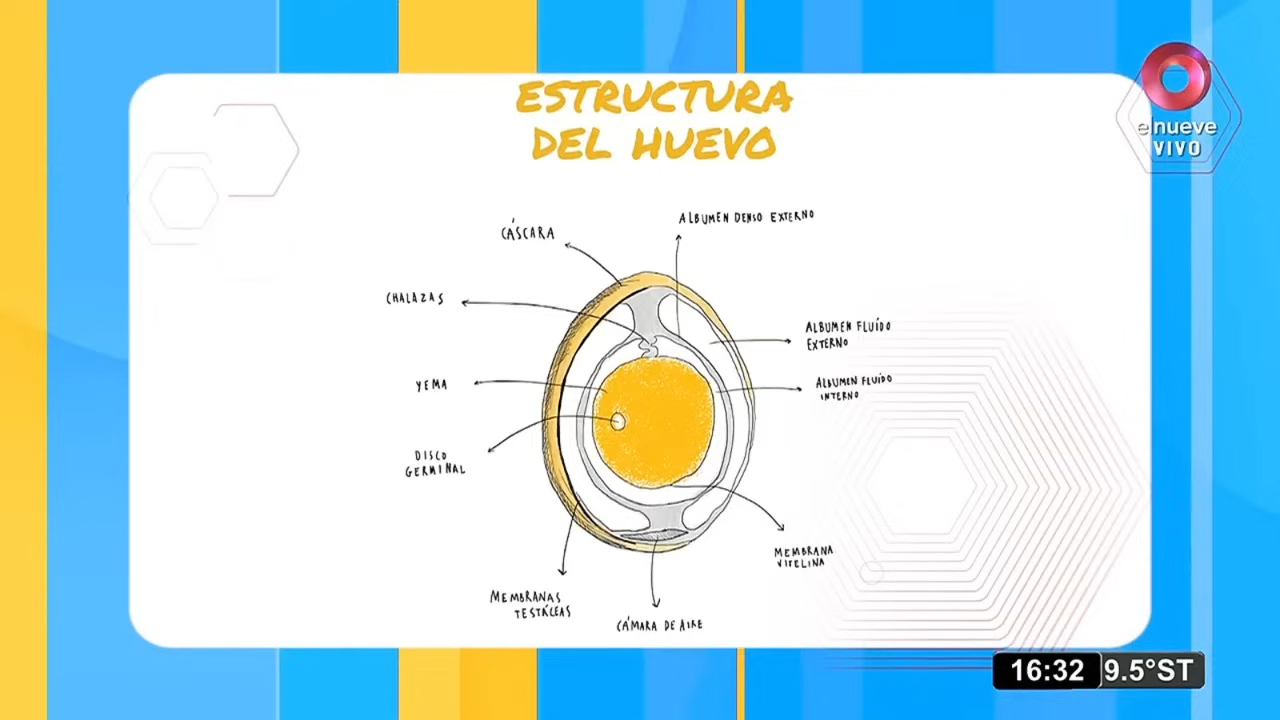 ESTRUCTURA
DEL HUEVO
elnueve
VIVO
ALBUMEN DENSO EXTERNO
CÁSCARA
CHALAZAS
ALBUMEN FLUÍDO
EXTERNO
YEMA
ALBUMEN FLUÍDO
INTERNO
DISCO
GERMINAL
MEMBRANA
VITELINA
MEMBRANAS
TESTÁCEAS
CÁMARA DE AIRE
16:32 9.5°ST